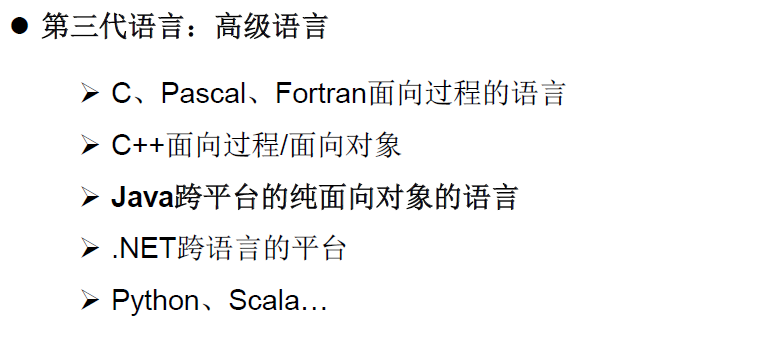 ● 第三代语言：高级语言
➢ C、Pascal、Fortran面向过程的语言
➢ C++面向过程/面向对象
➢ Java跨平台的纯面向对象的语言
➢ .NET跨语言的平台
➢ Python、Scala…